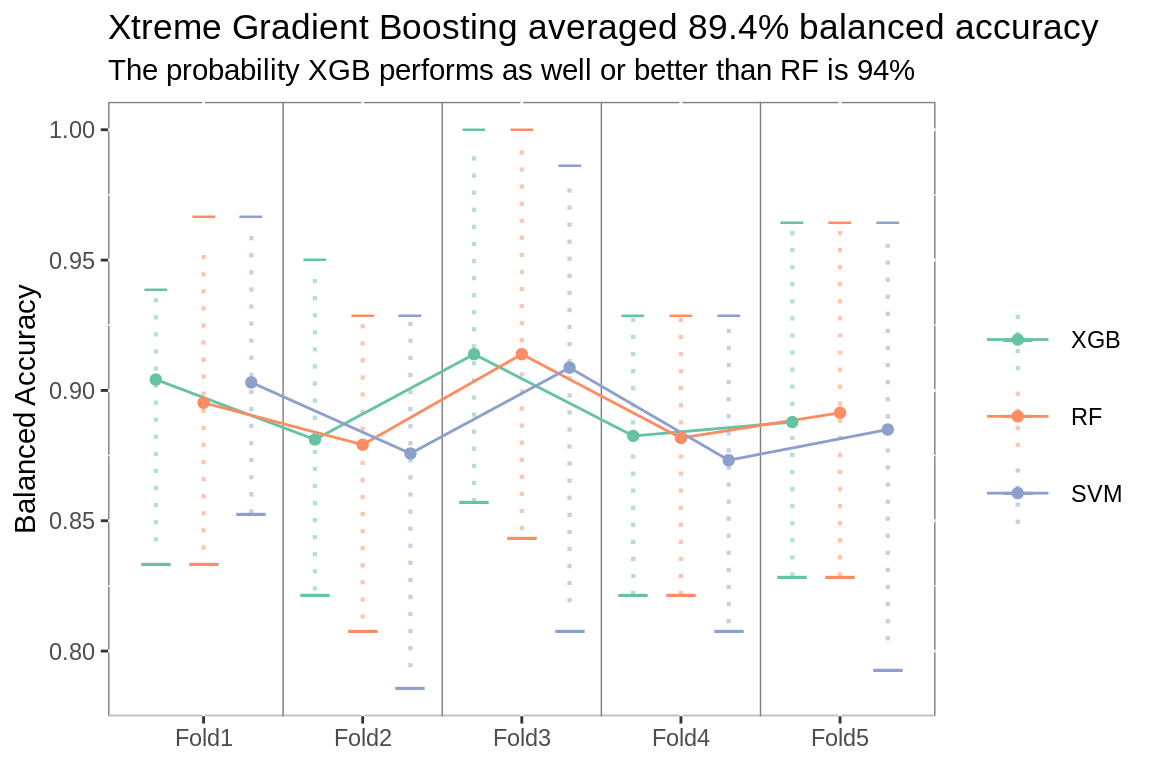 Xtreme Gradient Boosting averaged 89.4% balanced accuracy
The probability XGB performs as well or better than RF is 94%
Balanced Accuracy
1.00
0.95
0.90
0.85
0.80
Fold1
Fold2
Fold3
Fold4
Fold5
XGB
RF
SVM